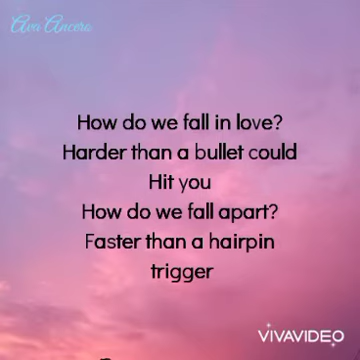 Ava Ancero
How do we fall in love?
Harder than a bullet could
Hit you
How do we fall apart?
Faster than a hairpin
trigger
VIVAVIDEO